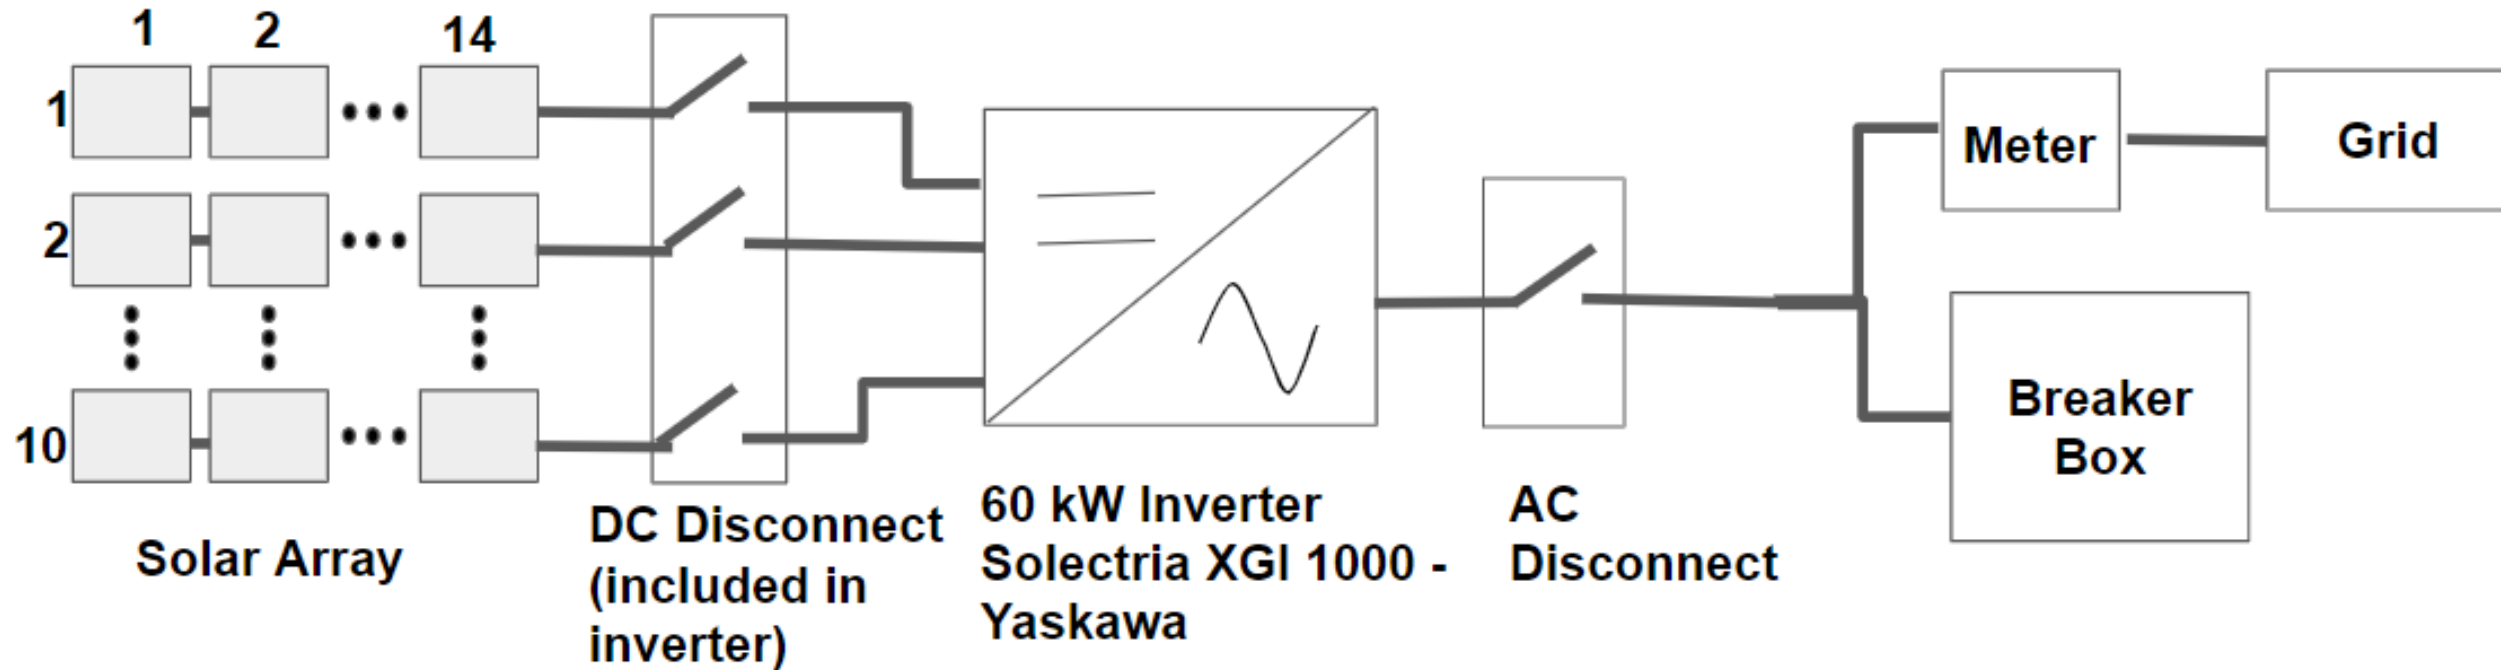 1 2 14
1
2
10
Solar Array
DC Disconnect
(included in
inverter)
60 kW Inverter
Solectria XGI 1000 -
Yaskawa
AC
Disconnect
Meter
Grid
Breaker
Box